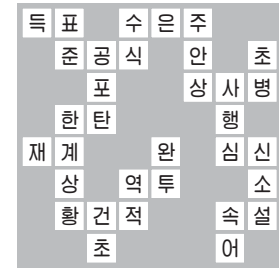 득 표 수 은 주
준 공 식 안 초
포 상 사 병
한 탄 행
재 계 완 심 신
상 역 투 소
황 건 적 속 설
초 어